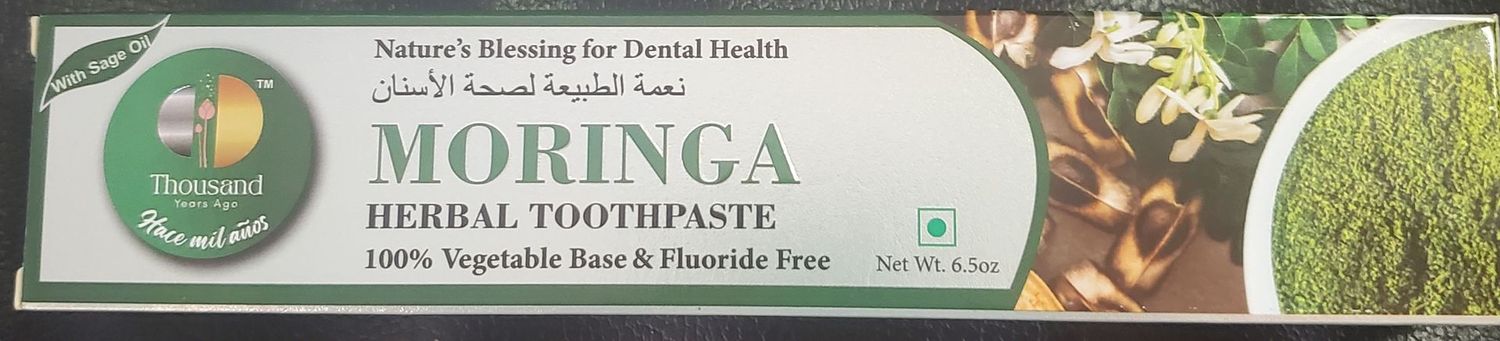 With Sage Oil
TM
Thousand
Years Ago
Hace mil años
Nature's Blessing for Dental Health
نعمة الطبيعة لصحة الأسنان
MORINGA
HERBAL TOOTHPASTE
100% Vegetable Base & Fluoride Free
Net Wt. 6.5oz